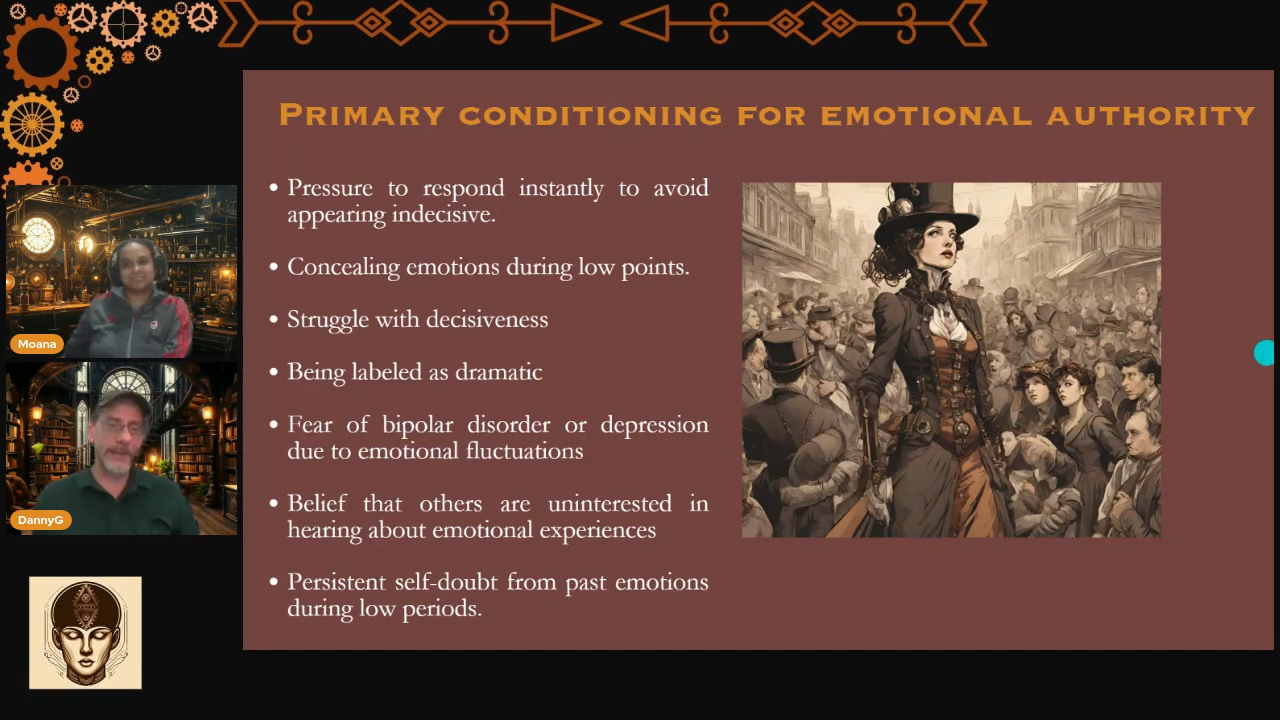 Primary conditioning for emotional authority
• Pressure to respond instantly to avoid
appearing indecisive.
• Concealing emotions during low points.
• Struggle with decisiveness
• Being labeled as dramatic
• Fear of bipolar disorder or depression
due to emotional fluctuations
• Belief that others are uninterested in
hearing about emotional experiences
• Persistent self-doubt from past emotions
during low periods.
Moana
DannyG